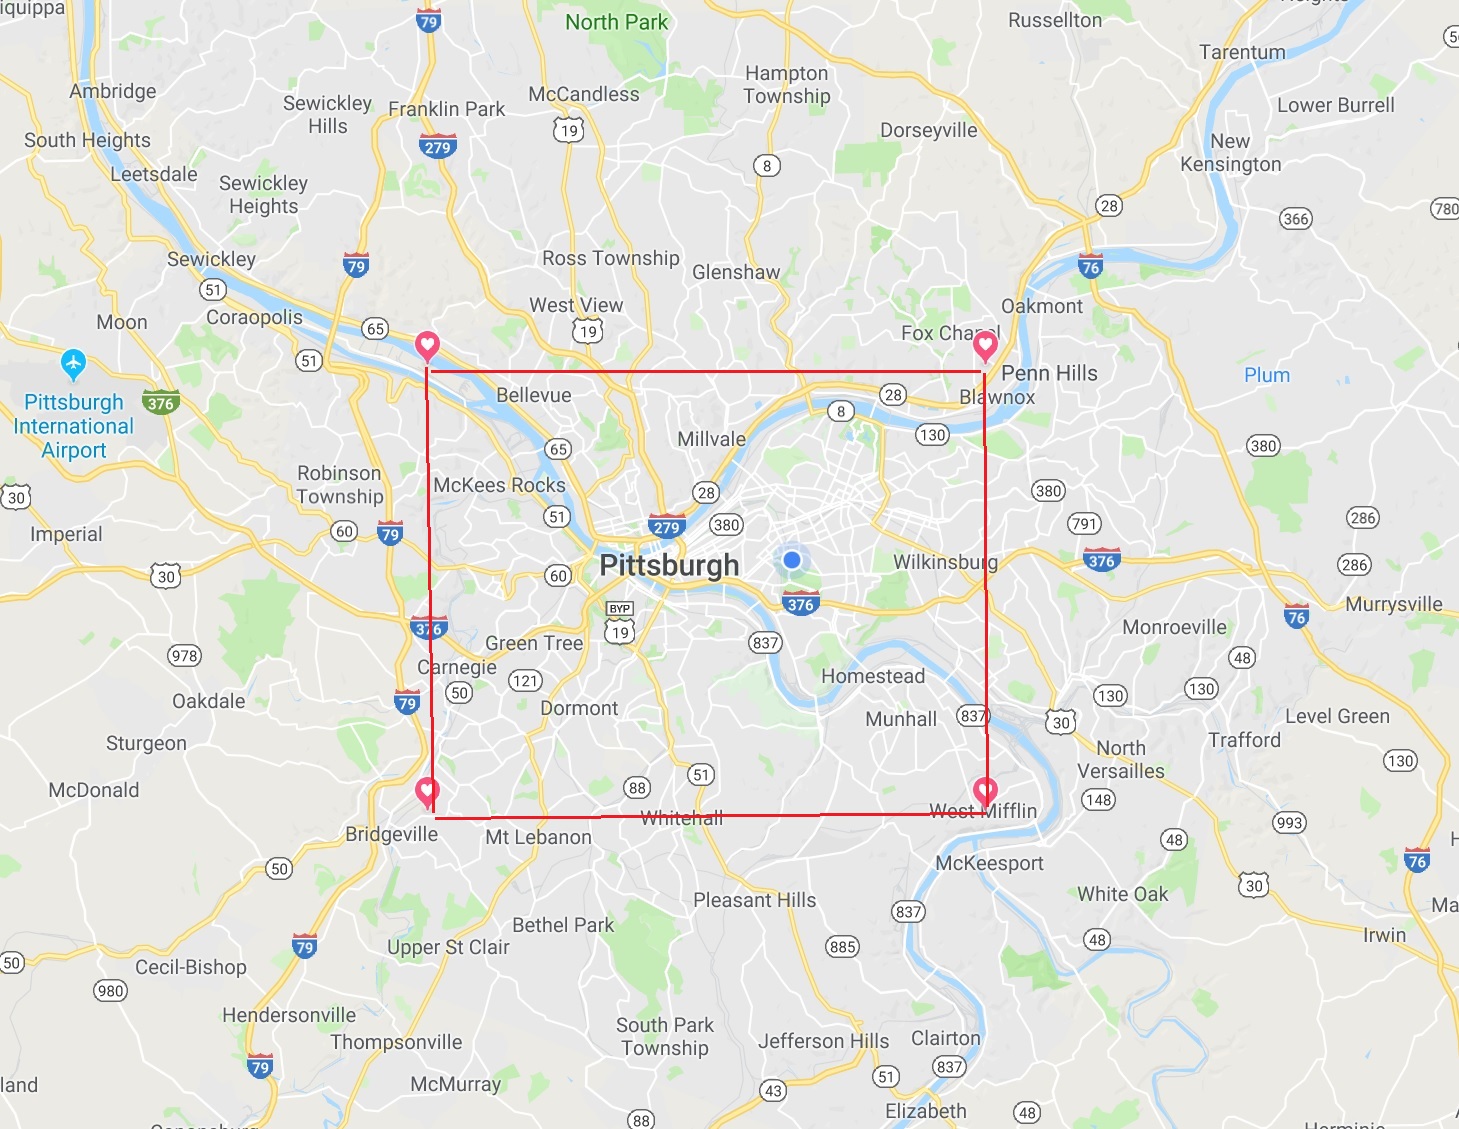 North Park
Russellton
79
Tarentum
Ambridge
Sewickley
Hills
Franklin Park
McCandless
Hampton
Township
Lower Burrell
19
279
South Heights
Dorseyville
New
Kensington
8
Leetsdale
Sewickley
Heights
28
366
780
Sewickley
79
Ross Township
Glenshaw
76
51
Coraopolis
Moon
65
West View
19
Oakmont
Fox Chapel
51
Penn Hills
Plum
Pittsburgh
International
Airport
376
Bellevue
28
Blawnox
8
130
Millvale
65
380
Robinson
Township
McKees Rocks
28
380
30
51
279
380
791
286
Imperial
60
79
Pittsburgh
Wilkinsburg
376
286
30
60
376
Murrysville
76
BYP
19
376
837
Green Tree
Monroeville
978
Carnegie
48
50
121
Homestead
130
130
Oakdale
79
Dormont
Munhall
837
30
Level Green
Sturgeon
North
Versailles
Trafford
130
McDonald
88
51
148
West Mifflin
Whitehall
993
Bridgeville
Mt Lebanon
48
50
McKeesport
76
30
White Oak
Pleasant Hills
837
Bethel Park
885
48
Irwin
79
Upper St Clair
50
Cecil-Bishop
980
Hendersonville
Thompsonville
South Park
Township
Jefferson Hills
Clairton
79
837
51
McMurray
43
88
Elizabeth
48